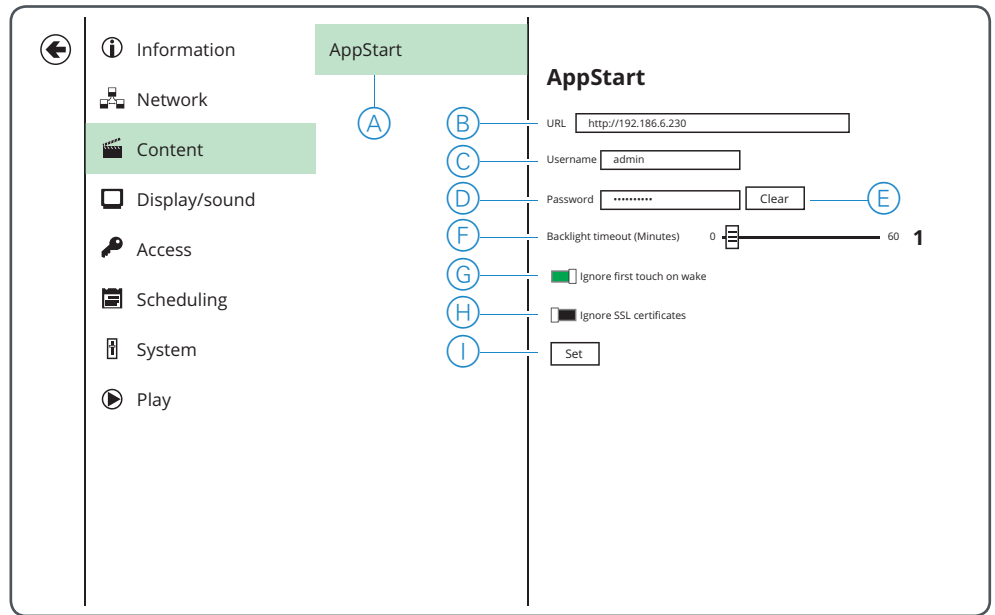 Information
Network
Content
Display/sound
Access
Scheduling
System
Play
AppStart
A
AppStart
B URL http://192.186.6.230
C Username admin
D Password •••••••••• Clear E
F Backlight timeout (Minutes) 0 60 1
G Ignore first touch on wake
H Ignore SSL certificates
I Set